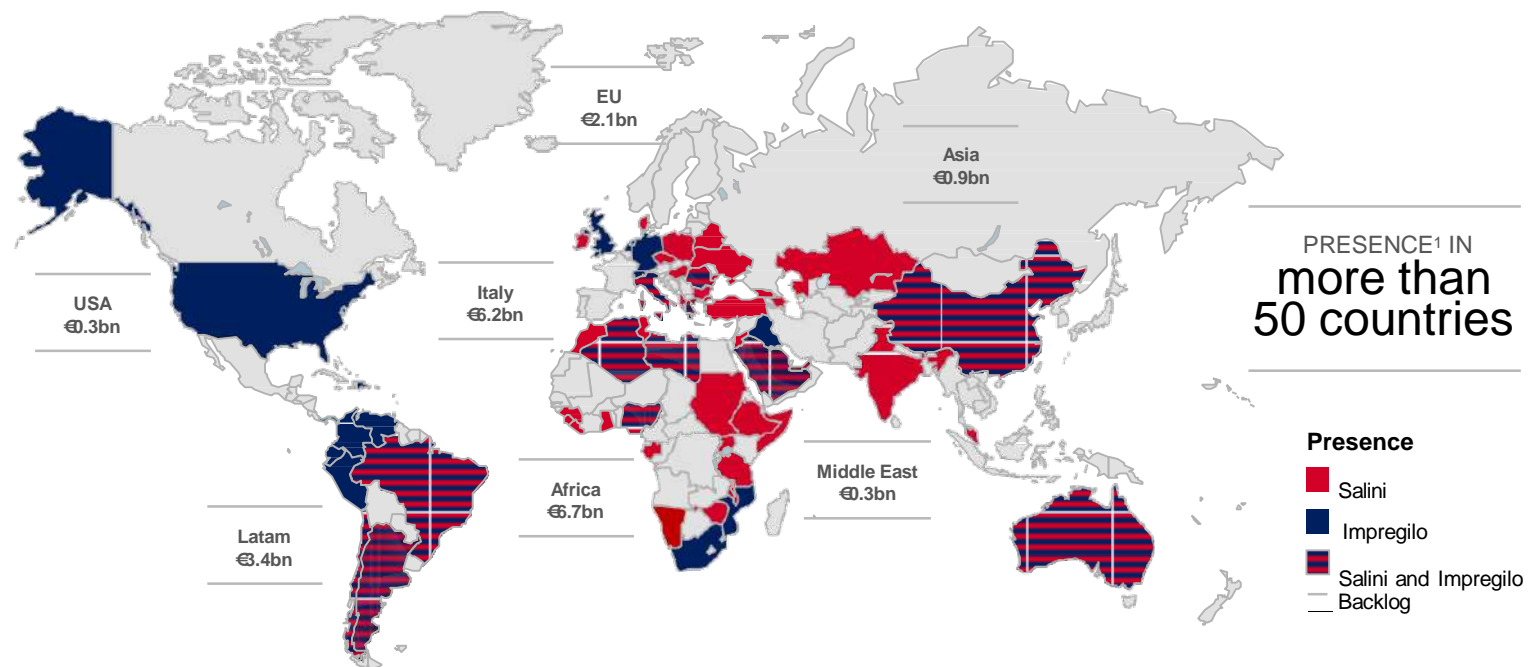 EU
€2.1bn
Asia
€0.9bn
PRESENCE¹ IN
more than
50 countries
USA
€0.3bn
Italy
€6.2bn
Africa
€6.7bn
Middle East
€0.3bn
Latam
€3.4bn
Presence
Salini
Impregilo
Salini and Impregilo
Backlog